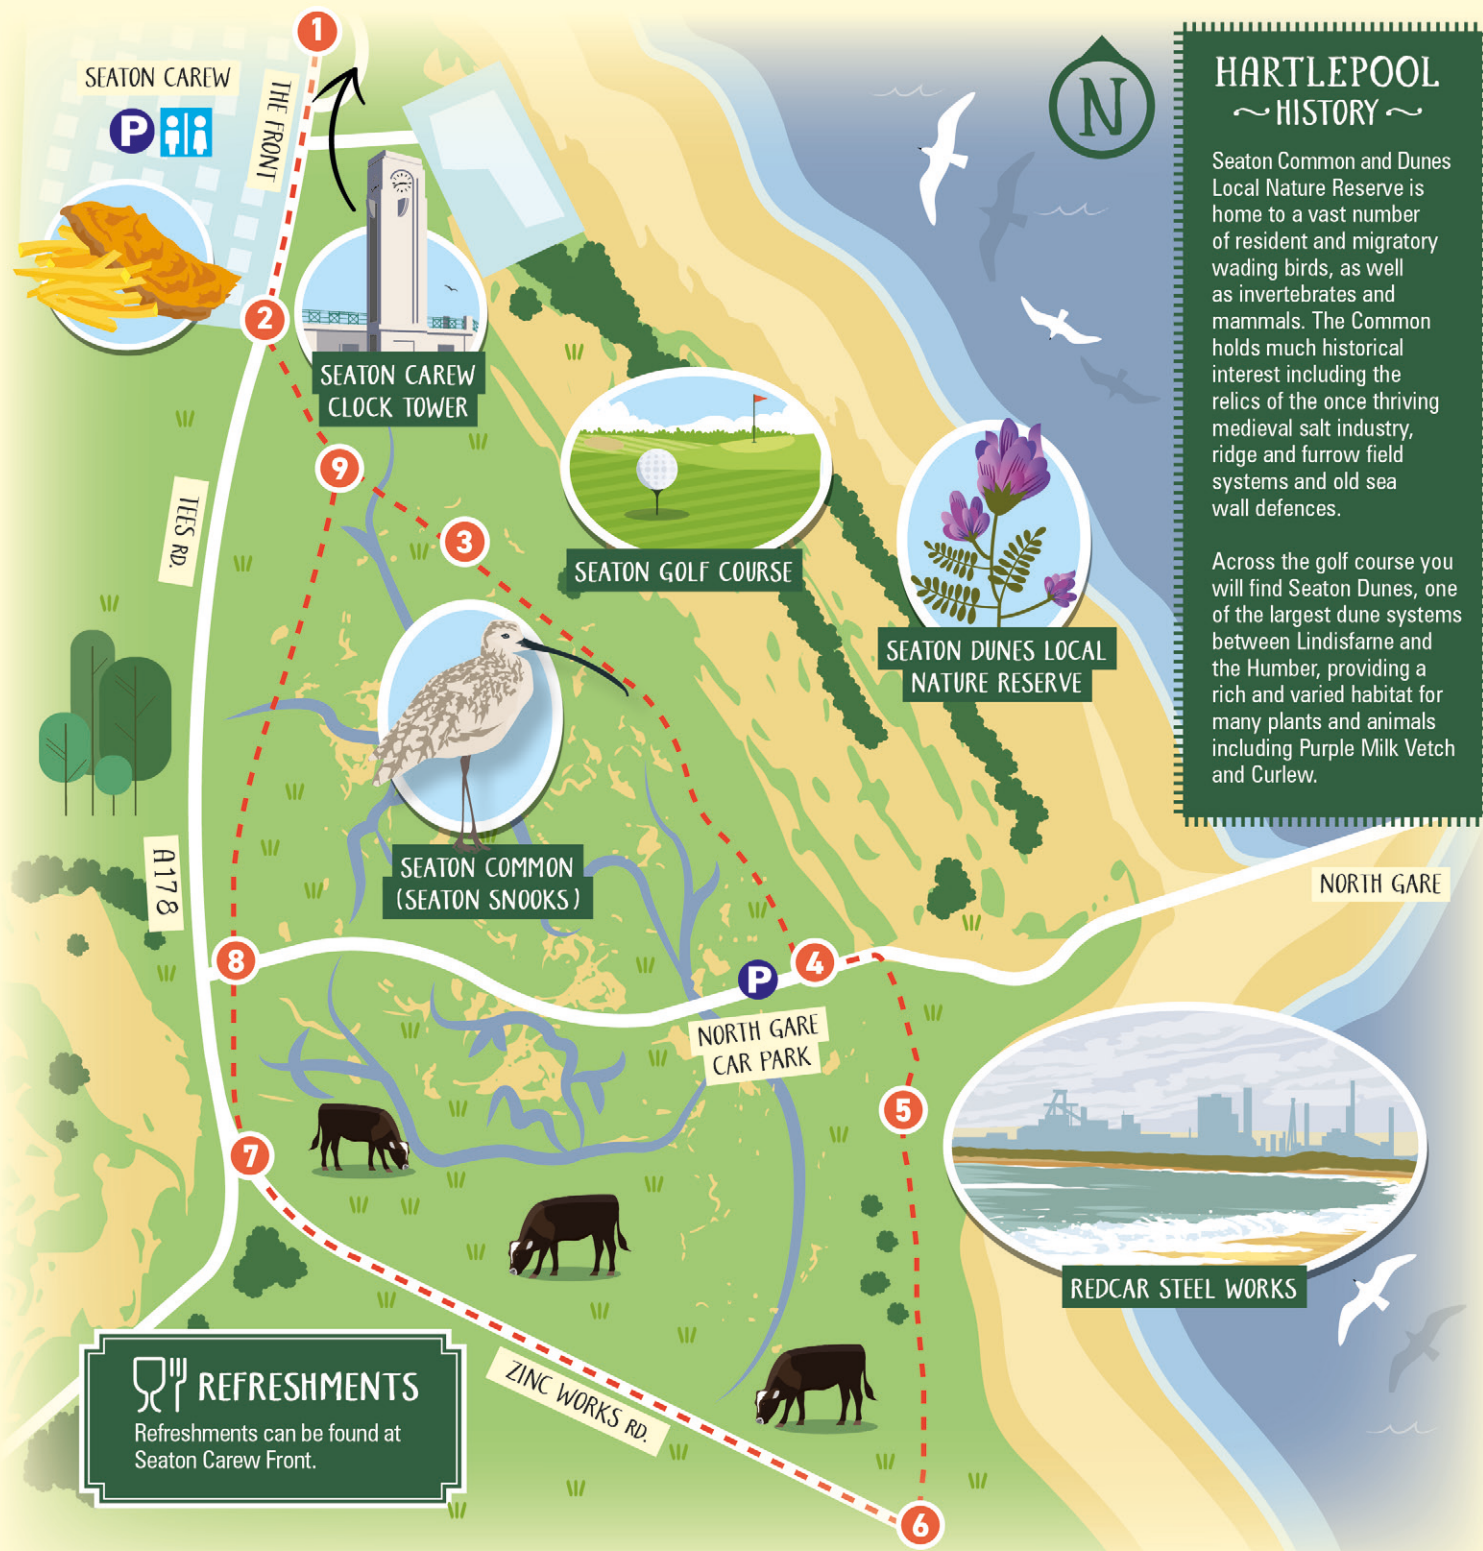 1
SEATON CAREW
P
THE FRONT
N
2
SEATON CAREW
CLOCK TOWER
9
3
TEES RD.
SEATON GOLF COURSE
SEATON DUNES LOCAL
NATURE RESERVE
A178
SEATON COMMON
(SEATON SNOOKS)
NORTH GARE
8
4
P
NORTH GARE
CAR PARK
5
7
REDCAR STEEL WORKS
ZINC WORKS RD.
6
HARTLEPOOL
HISTORY
Seaton Common and Dunes
Local Nature Reserve is
home to a vast number
of resident and migratory
wading birds, as well
as invertebrates and
mammals. The Common
holds much historical
interest including the
relics of the once thriving
medieval salt industry,
ridge and furrow field
systems and old sea
wall defences.
Across the golf course you
will find Seaton Dunes, one
of the largest dune systems
between Lindisfarne and
the Humber, providing a
rich and varied habitat for
many plants and animals
including Purple Milk Vetch
and Curlew.
REFRESHMENTS
Refreshments can be found at
Seaton Carew Front.